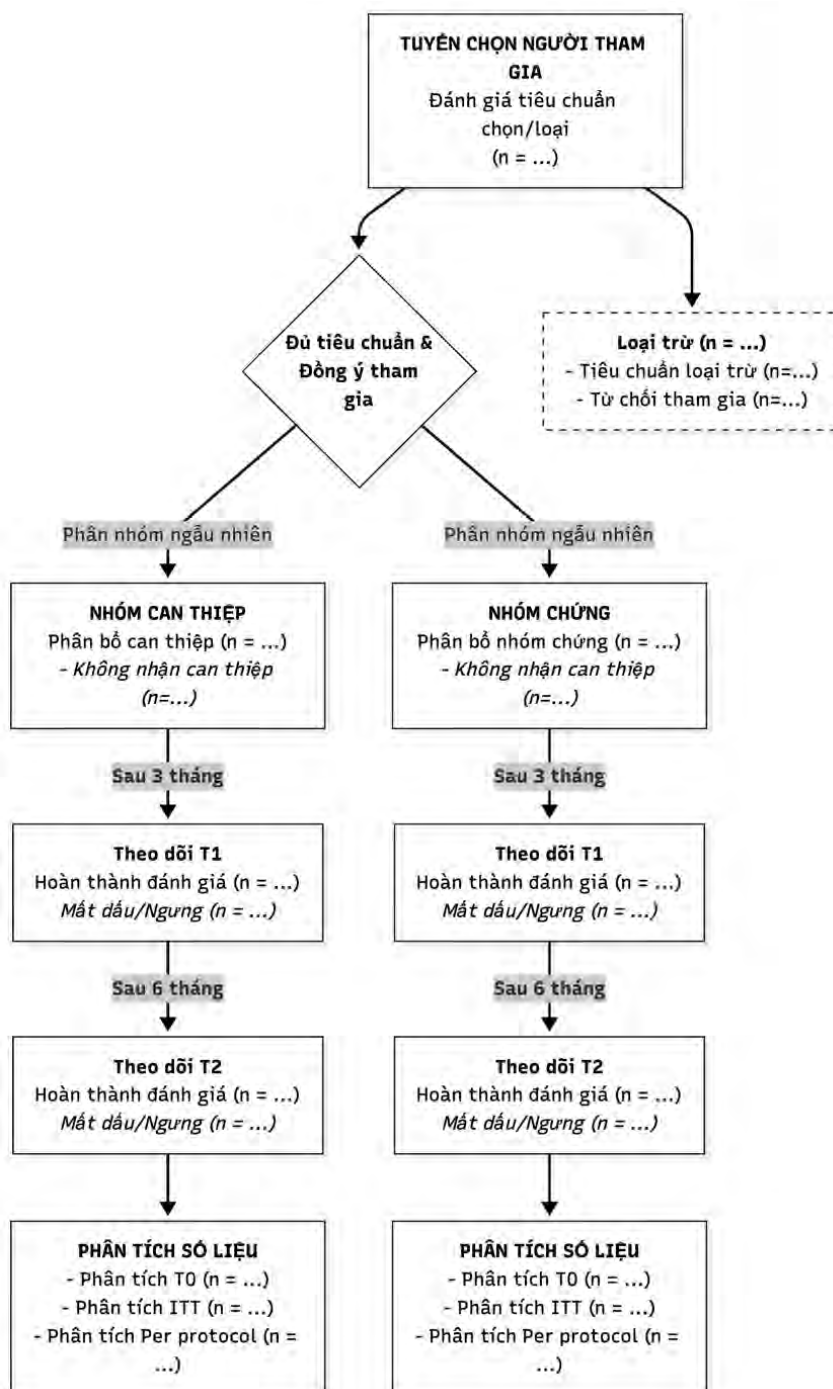 TUYỂN CHỌN NGƯỜI THAM
GIA
Đánh giá tiêu chuẩn
chọn/loại
(n = ...)
Đủ tiêu chuẩn &
Đồng ý tham
gia
Loại trừ (n = ...)
- Tiêu chuẩn loại trừ (n=...)
- Từ chối tham gia (n=...)
Phân nhóm ngẫu nhiên
Phân nhóm ngẫu nhiên
NHÓM CAN THIỆP
Phân bổ can thiệp (n = ...)
- Không nhận can thiệp
(n=...)
NHÓM CHỨNG
Phân bổ nhóm chứng (n = ...)
- Không nhận can thiệp
(n=...)
Sau 3 tháng
Sau 3 tháng
Theo dõi T1
Hoàn thành đánh giá (n = ...)
Mất dấu/Ngưng (n = ...)
Theo dõi T1
Hoàn thành đánh giá (n = ...)
Mất dấu/Ngưng (n = ...)
Sau 6 tháng
Sau 6 tháng
Theo dõi T2
Hoàn thành đánh giá (n = ...)
Mất dấu/Ngưng (n = ...)
Theo dõi T2
Hoàn thành đánh giá (n = ...)
Mất dấu/Ngưng (n = ...)
PHÂN TÍCH SỐ LIỆU
- Phân tích T0 (n = ...)
- Phân tích ITT (n = ...)
- Phân tích Per protocol (n =
...)
PHÂN TÍCH SỐ LIỆU
- Phân tích T0 (n = ...)
- Phân tích ITT (n = ...)
- Phân tích Per protocol (n =
...)